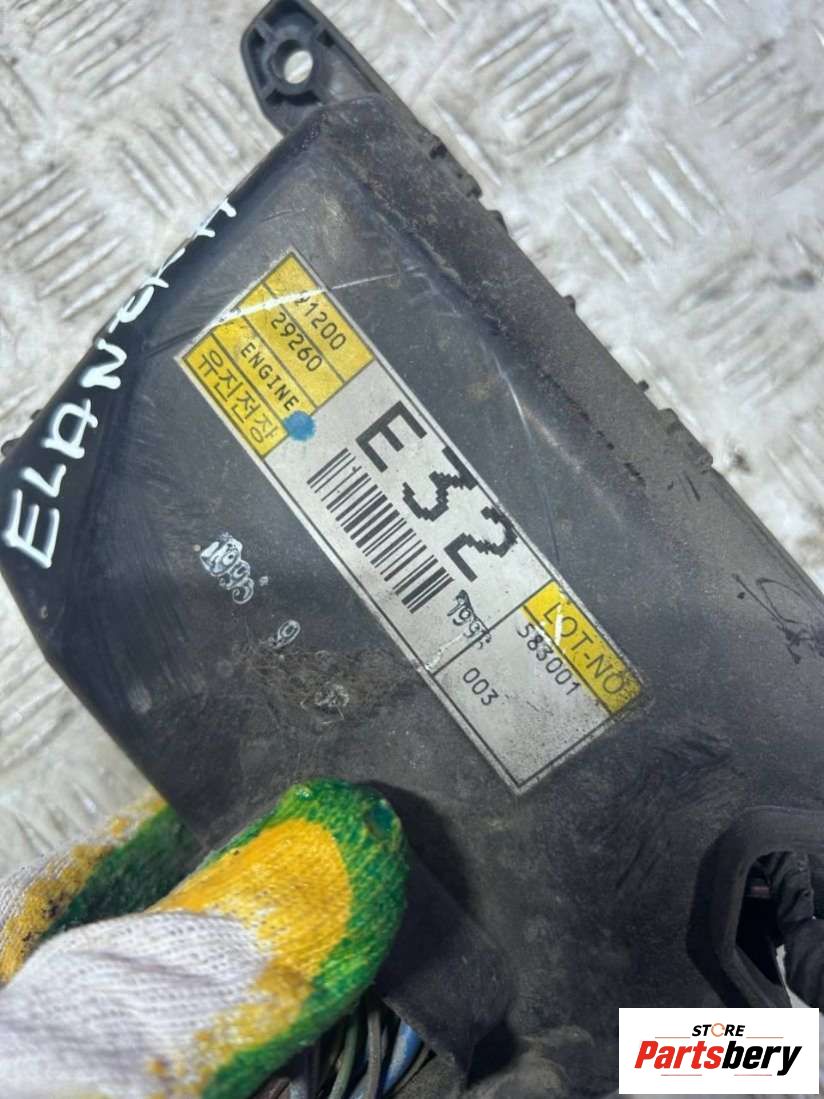 ELANTRA
91200
29260
ENGINE
유진전장
E32
LOT-NO
583001
003
STORE
Partsbery